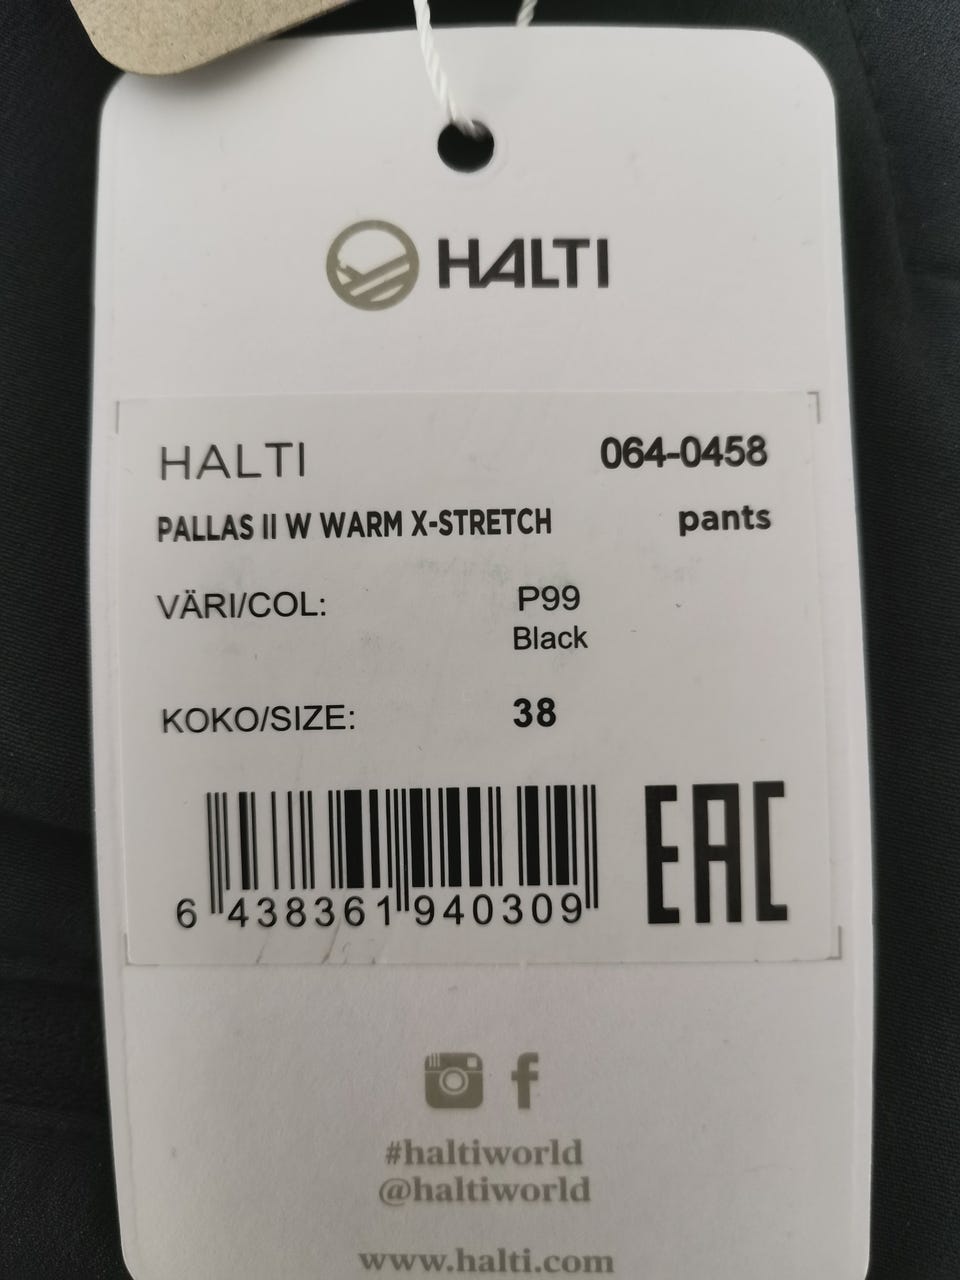 HALTI
HALTI 064-0458
PALLAS II W WARM X-STRETCH pants
VÄRI/COL: P99
Black
KOKO/SIZE: 38
6 438361 940309
EAC
#haltiworld
@haltiworld
www.halti.com